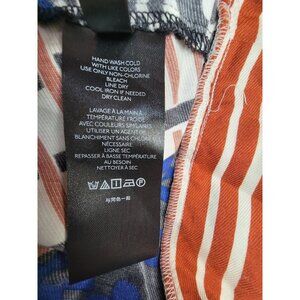 HAND WASH COLD
WITH LIKE COLORS
USE ONLY NON-CHLORINE
BLEACH
LINE DRY
COOL IRON IF NEEDED
DRY CLEAN
LAVAGE À LA MAIN À
TEMPÉRATURE FROIDE
AVEC COULEURS SIMILAIRES
UTILISER UN AGENT DE
BLANCHIMENT SANS CHLORE SI
NÉCESSAIRE
LIGNE SEC
REPASSER À BASSE TEMPÉRATURE
AU BESOIN
NETTOYER À SEC